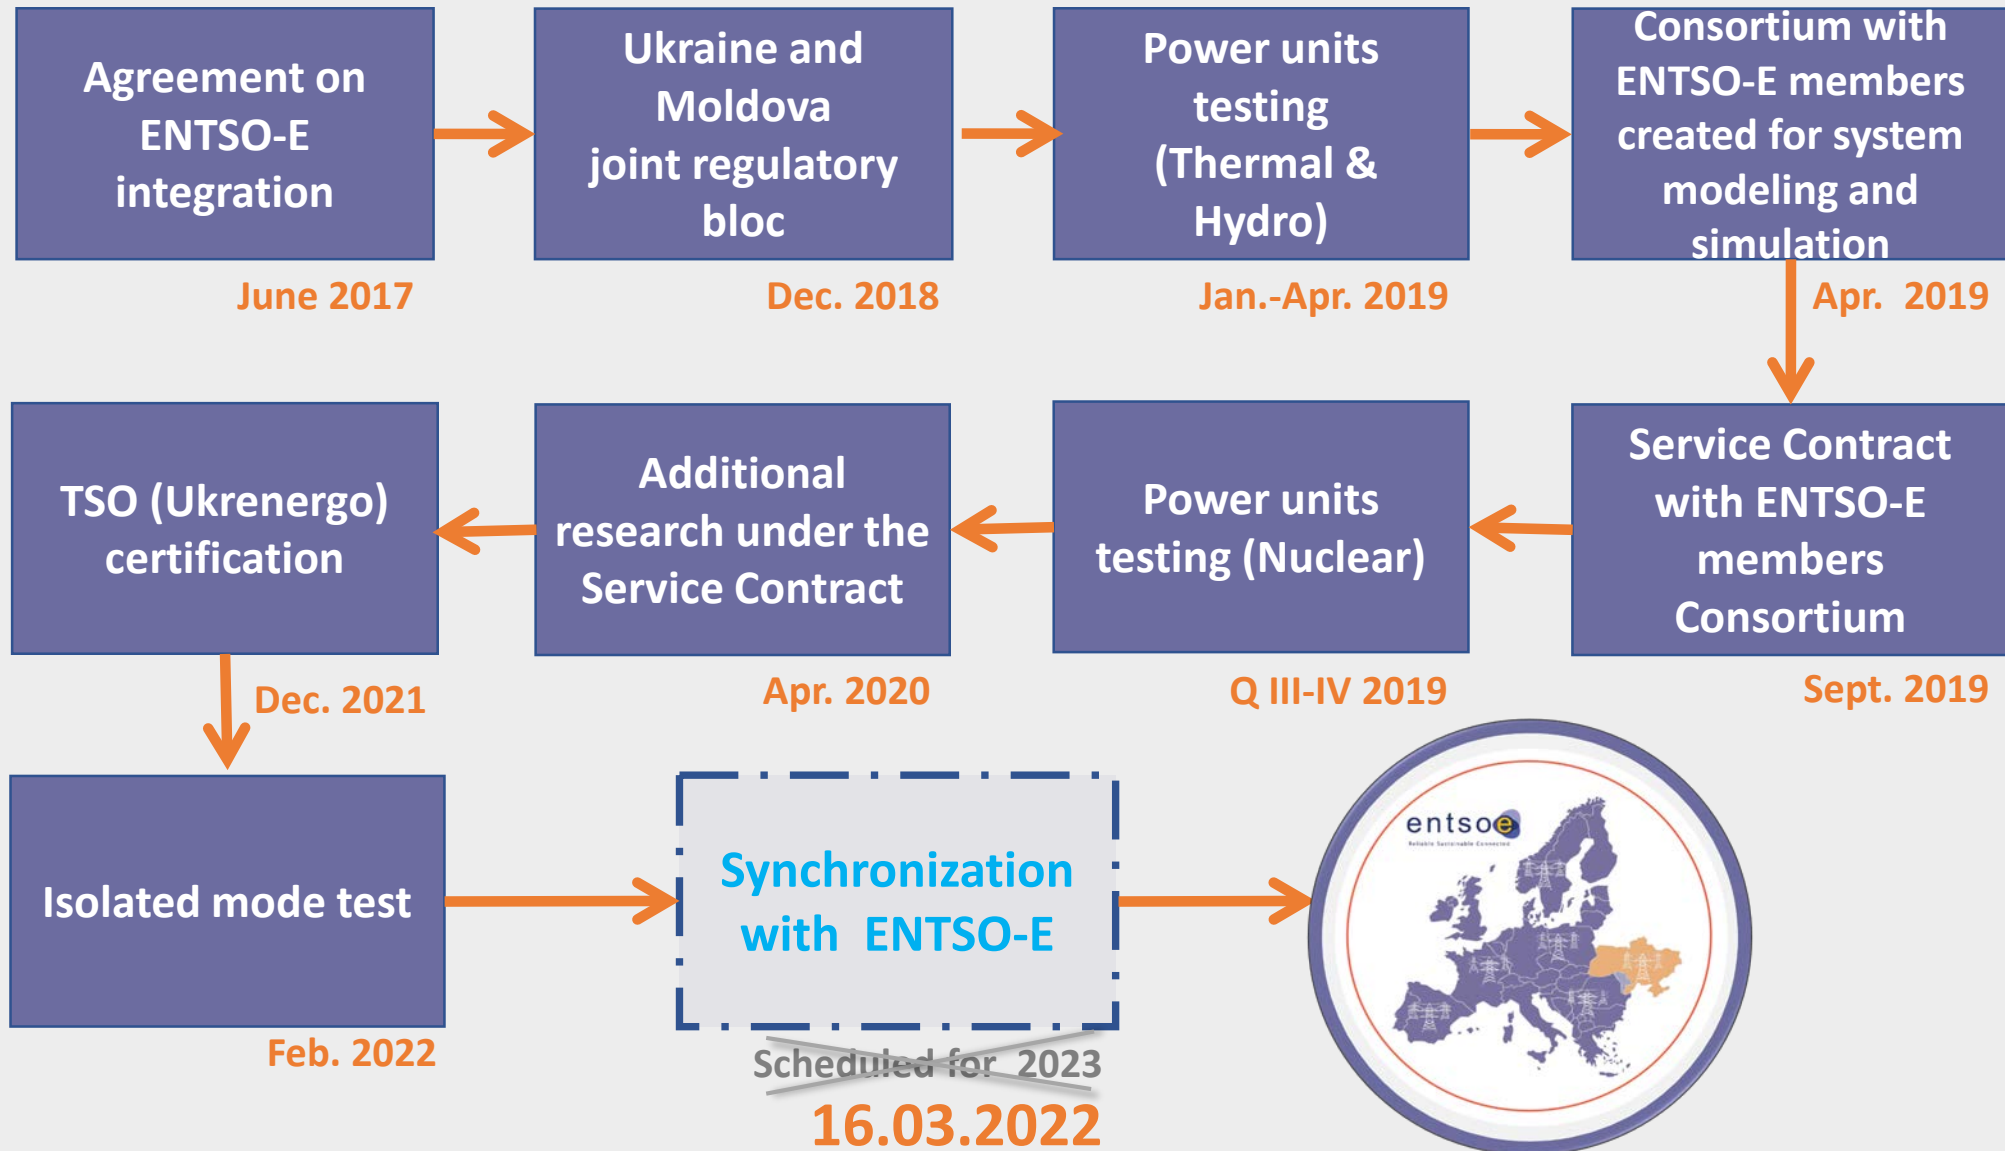 Agreement on
ENTSO-E
integration
June 2017
Ukraine and
Moldova
joint regulatory
bloc
Dec. 2018
Power units
testing
(Thermal &
Hydro)
Jan.-Apr. 2019
Consortium with
ENTSO-E members
created for system
modeling and
simulation
Apr. 2019
Service Contract
with ENTSO-E
members
Consortium
Sept. 2019
Power units
testing (Nuclear)
Q III-IV 2019
Additional
research under the
Service Contract
Apr. 2020
TSO (Ukrenergo)
certification
Dec. 2021
Isolated mode test
Feb. 2022
Synchronization
with ENTSO-E
Scheduled for 2023
16.03.2022
entsoe
Reliable Sustainable Connected